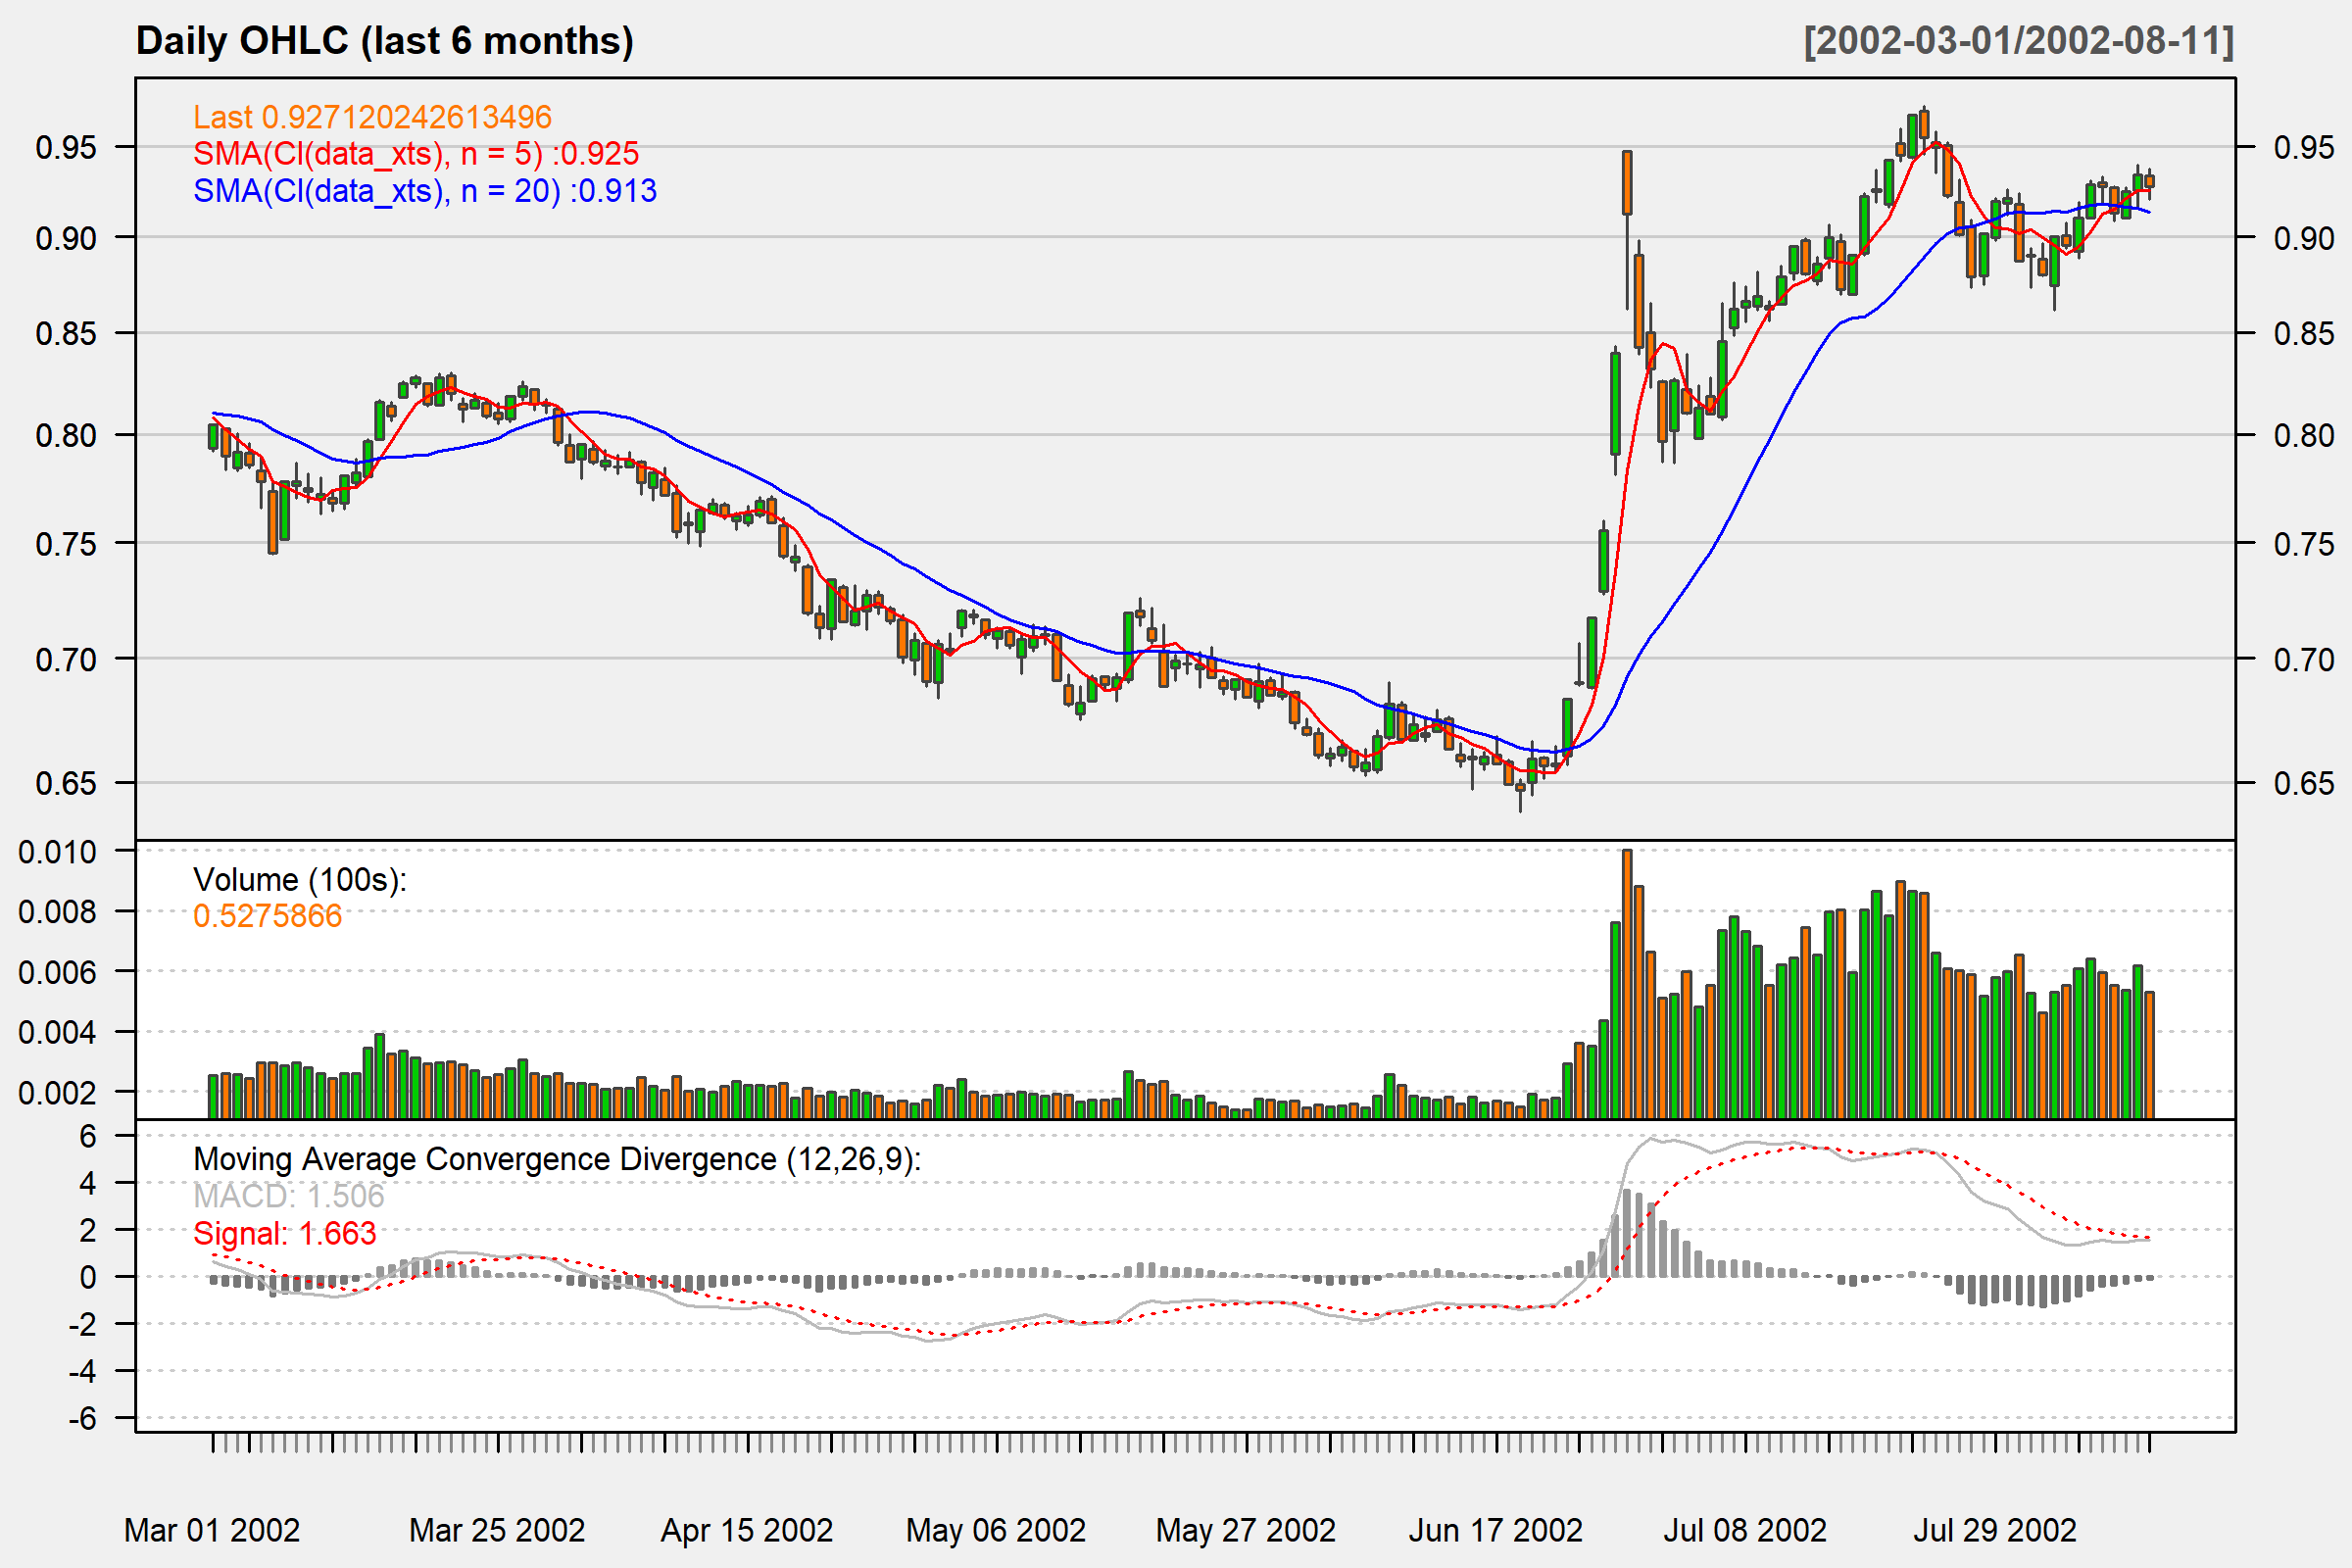 Daily OHLC (last 6 months) [2002-03-01/2002-08-11]
Last 0.927120242613496
SMA(Cl(data_xts), n = 5) :0.925
SMA(Cl(data_xts), n = 20) :0.913
0.95 0.95
0.90 0.90
0.85 0.85
0.80 0.80
0.75 0.75
0.70 0.70
0.65 0.65
0.010
Volume (100s):
0.5275866
0.008
0.006
0.004
0.002
6
Moving Average Convergence Divergence (12,26,9):
4
MACD: 1.506
2
Signal: 1.663
0
-2
-4
-6
Mar 01 2002 Mar 25 2002 Apr 15 2002 May 06 2002 May 27 2002 Jun 17 2002 Jul 08 2002 Jul 29 2002